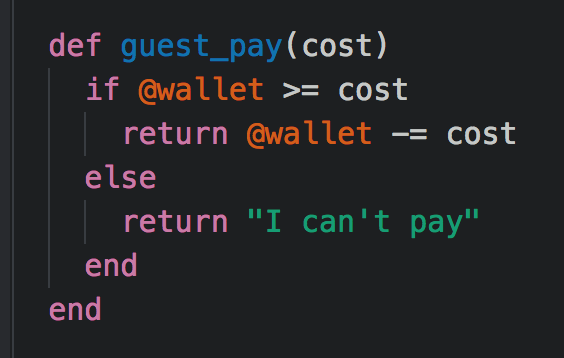 def guest_pay(cost)
  if @wallet >= cost
    return @wallet -= cost
  else
    return "I can't pay"
  end
end